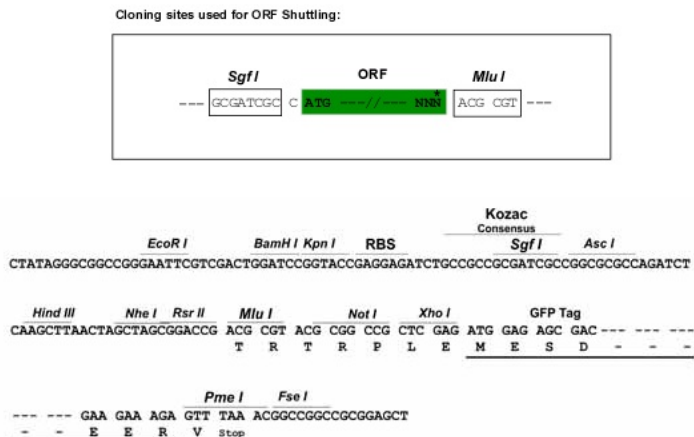 Cloning sites used for ORF Shuttling:
Sgf I ORF Mlu I
--- GCGATCGC C ATG ---//--- NNN* ACG CGT ---
Kozac
Consensus
EcoR I BamH I Kpn I RBS Sgf I Asc I
CTATAGGGCGGCCGGGAATTCGTCGACTGGATCCGGTACCGAGGAGATCTGCCGCCGCGATCGCCGGCGCGCCAGATCT
Hind III Nhe I Rsr II Mlu I Not I Xho I GFP Tag
CAAGCTTAACTAGCTAGCGGACCG ACG CGT ACG CGG CCG CTC GAG ATG GAG AGC GAC --- --- ---
T R T R P L E M E S D - - -
Pme I Fse I
--- --- GAA GAA AGA GTT TAA ACGGCCGGCCGCGGAGCT
- - E E R V Stop